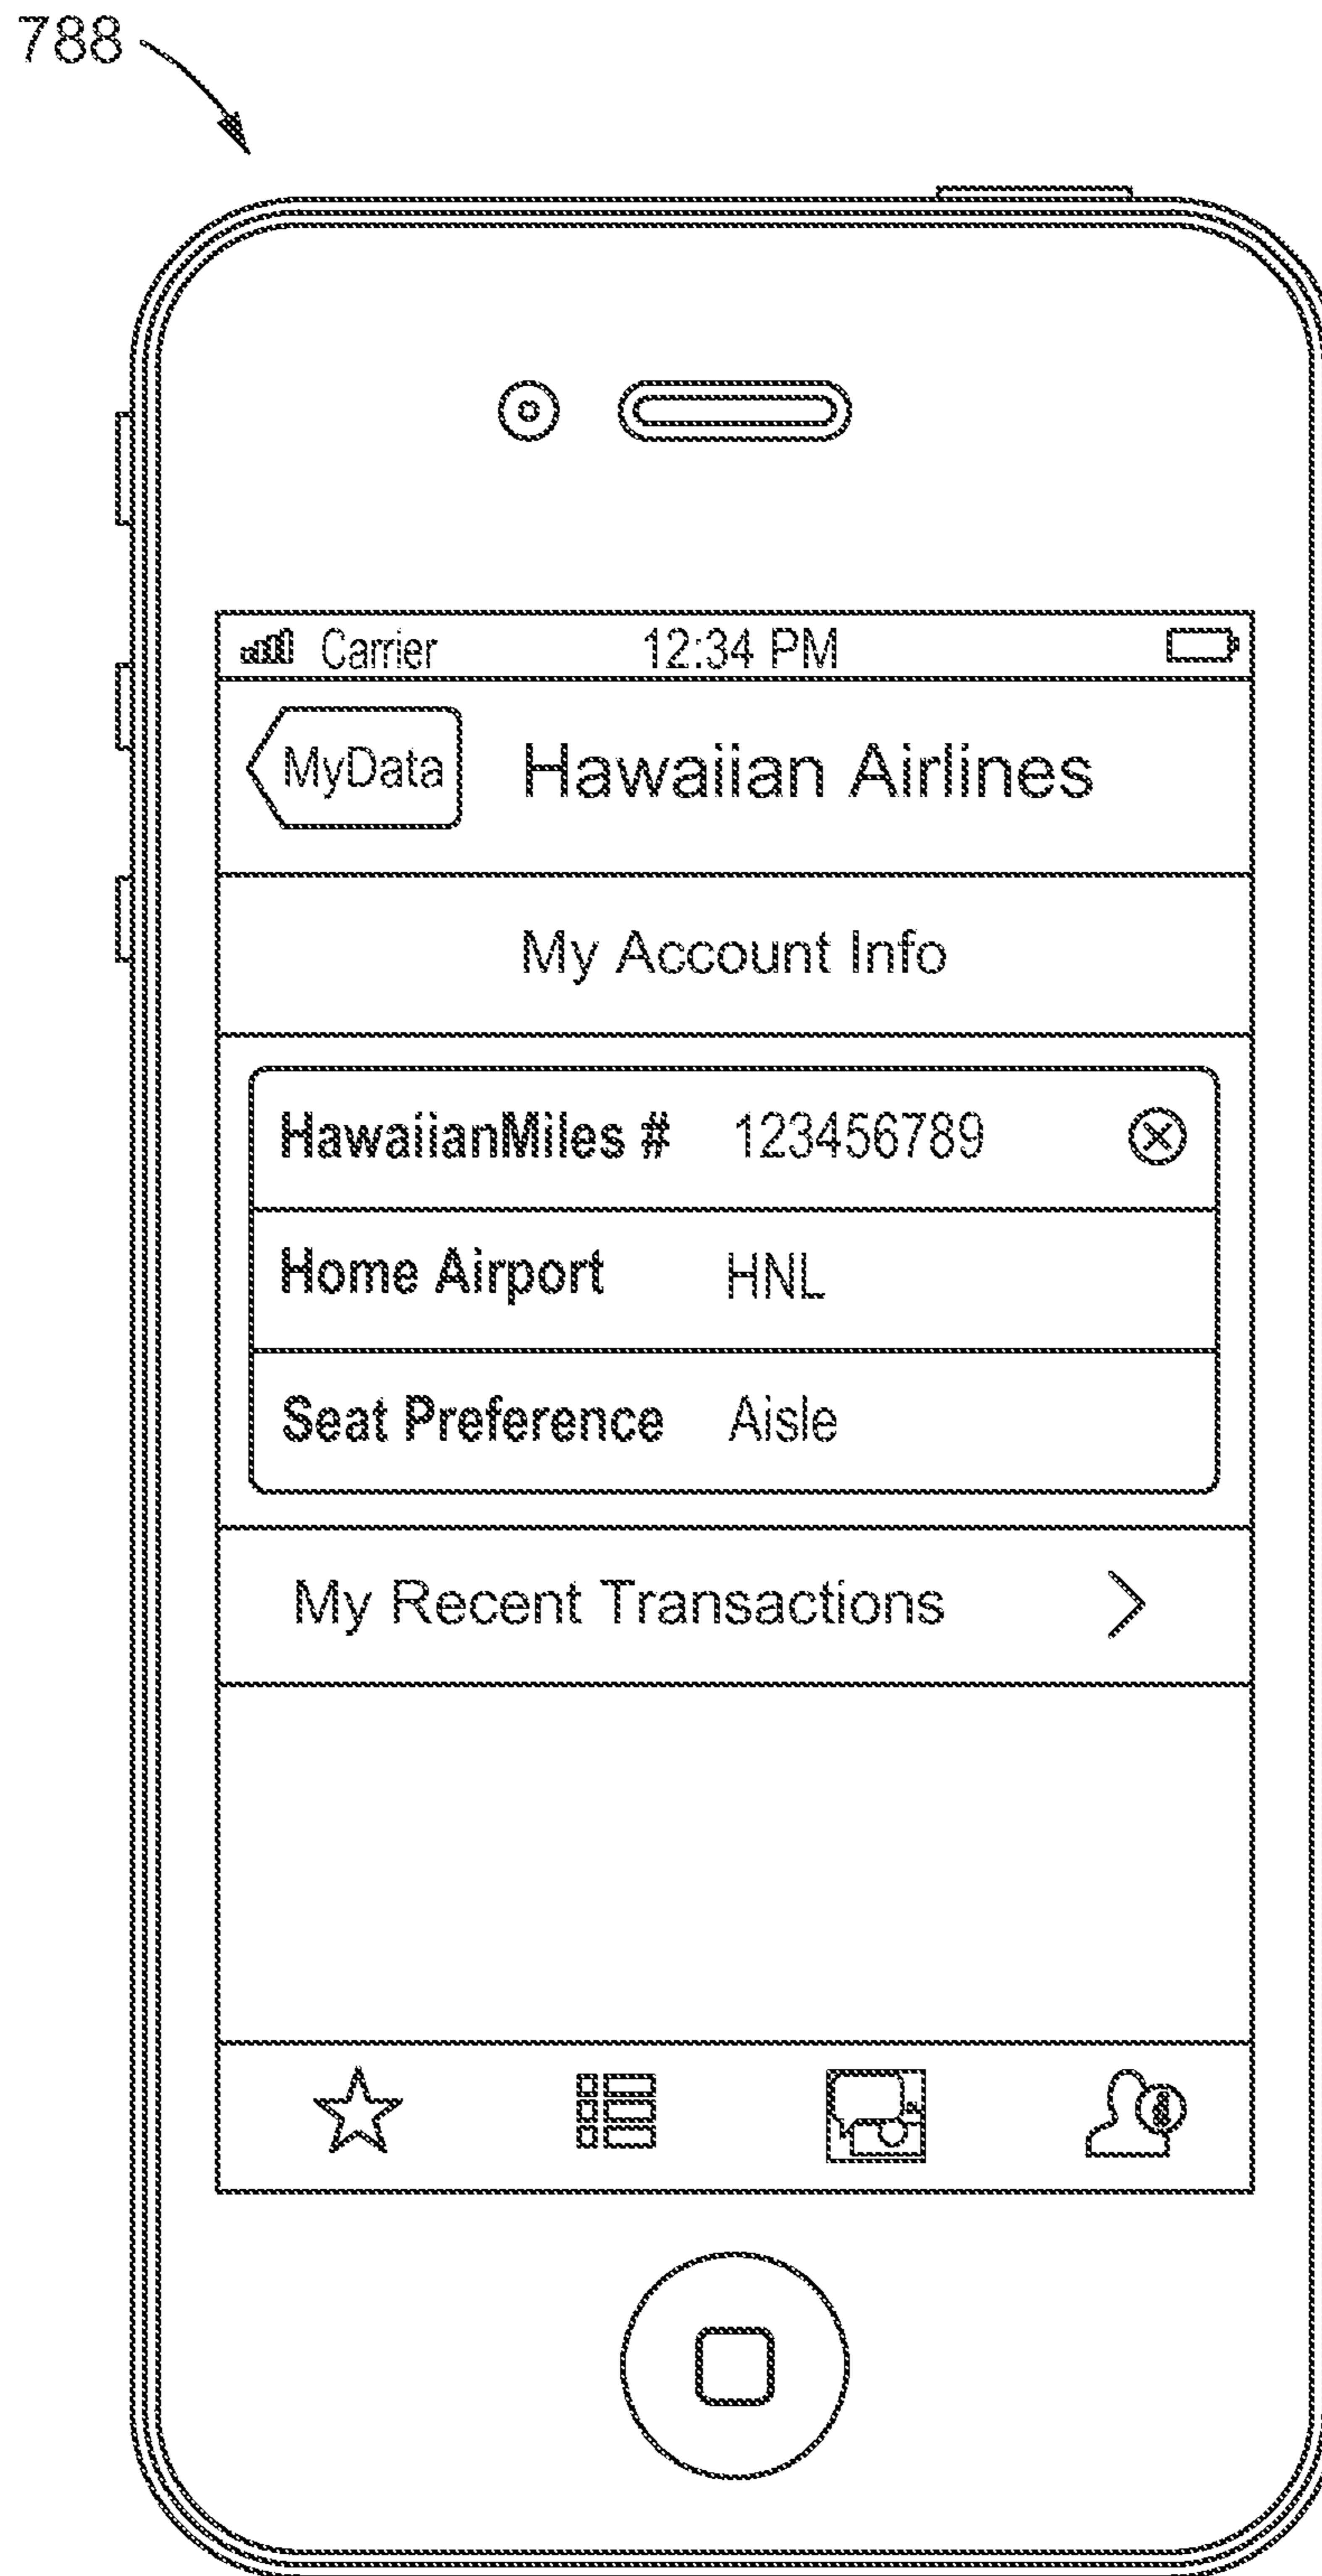 788
Carrier 12:34 PM
MyData Hawaiian Airlines
My Account Info
HawaiianMiles # 123456789
Home Airport HNL
Seat Preference Aisle
My Recent Transactions